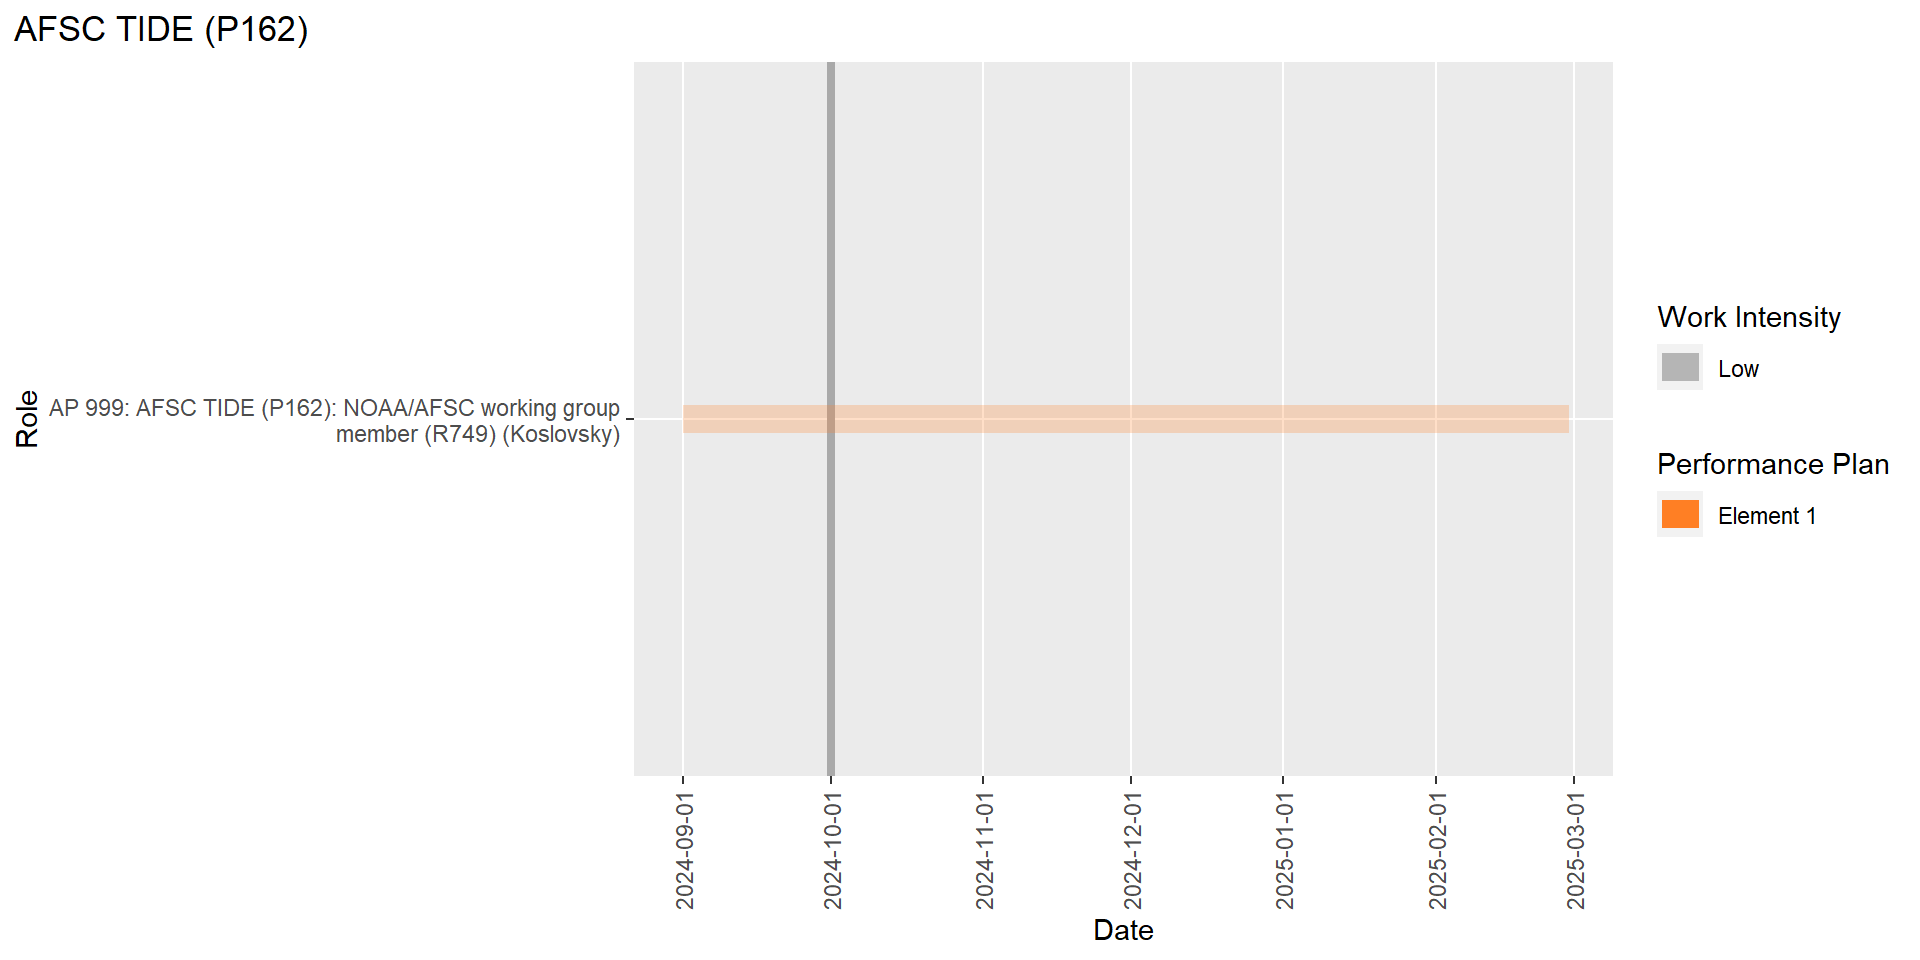 AFSC TIDE (P162)
Role
AP 999: AFSC TIDE (P162): NOAA/AFSC working group
member (R749) (Koslovsky)
2024-09-01
2024-10-01
2024-11-01
2024-12-01
2025-01-01
2025-02-01
2025-03-01
Date
Work Intensity
Low
Performance Plan
Element 1